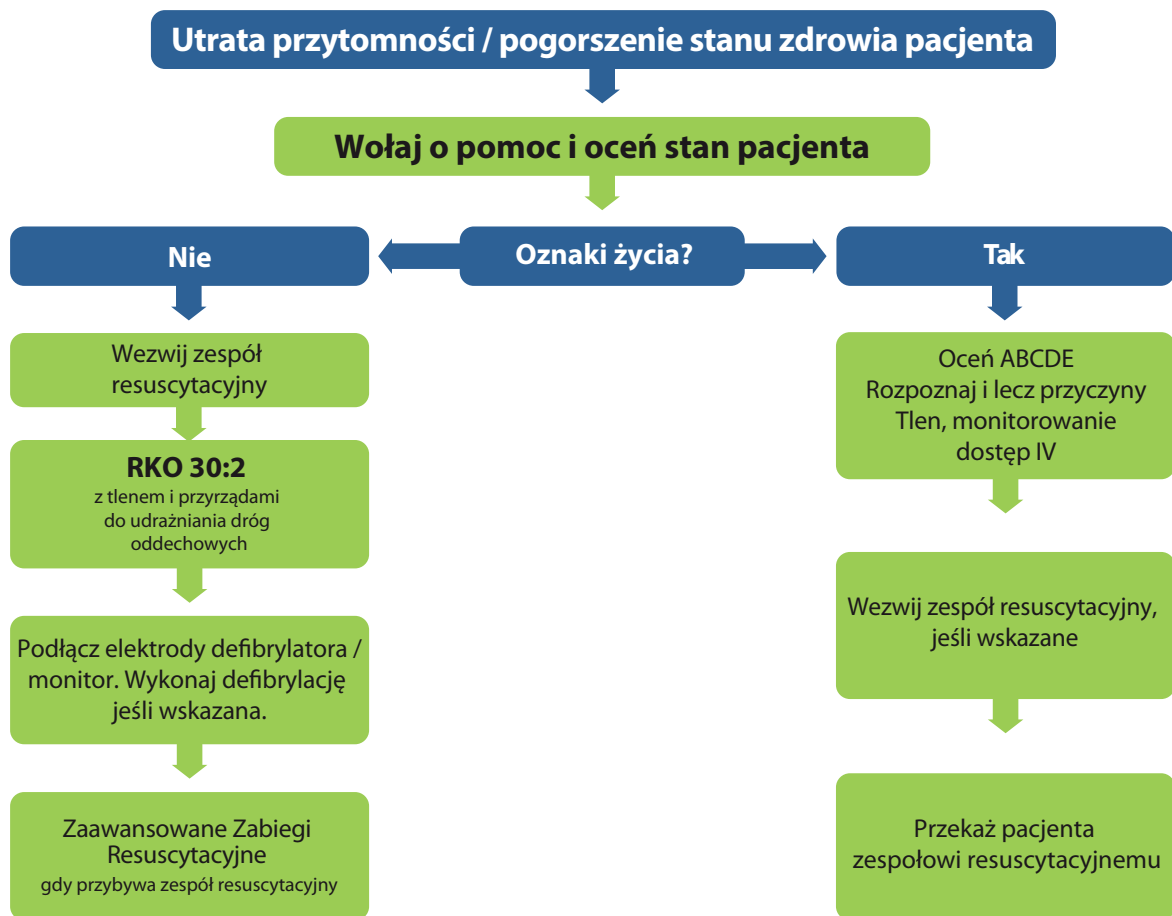 Utrata przytomności / pogorszenie stanu zdrowia pacjenta
Wołaj o pomoc i oceń stan pacjenta
Nie
Oznaki życia?
Tak
Wezwij zespół
resuscytacyjny
RKO 30:2
z tlenem i przyrządami
do udrażniania dróg
oddechowych
Podłącz elektrody defibrylatora /
monitor. Wykonaj defibrylację
jeśli wskazana.
Zaawansowane Zabiegi
Resuscytacyjne
gdy przybywa zespół resuscytacyjny
Oceń ABCDE
Rozpoznaj i lecz przyczyny
Tlen, monitorowanie
dostęp IV
Wezwij zespół resuscytacyjny,
jeśli wskazane
Przekaż pacjenta
zespołowi resuscytacyjnemu